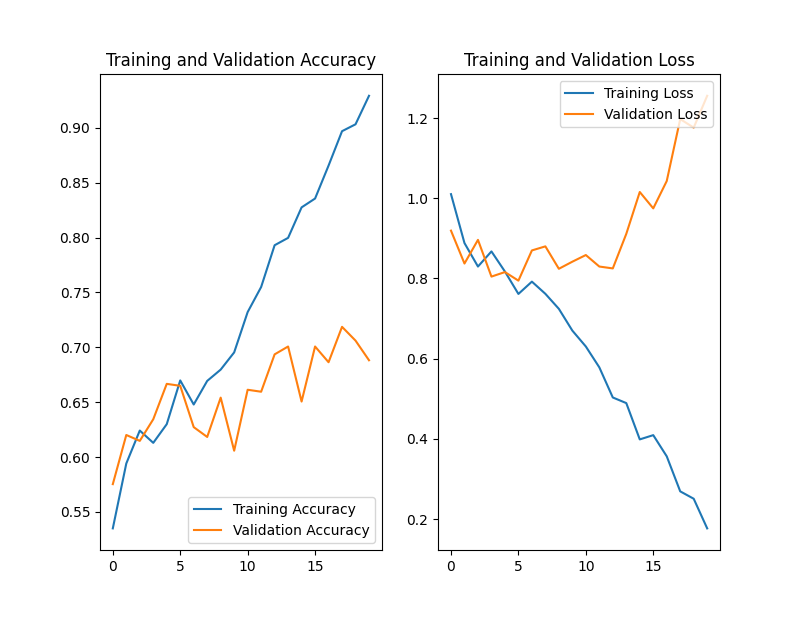 Training and Validation Accuracy
0.90
0.85
0.80
0.75
0.70
0.65
0.60
0.55
Training Accuracy
Validation Accuracy
0 5 10 15
Training and Validation Loss
Training Loss
Validation Loss
1.2
1.0
0.8
0.6
0.4
0.2
0 5 10 15